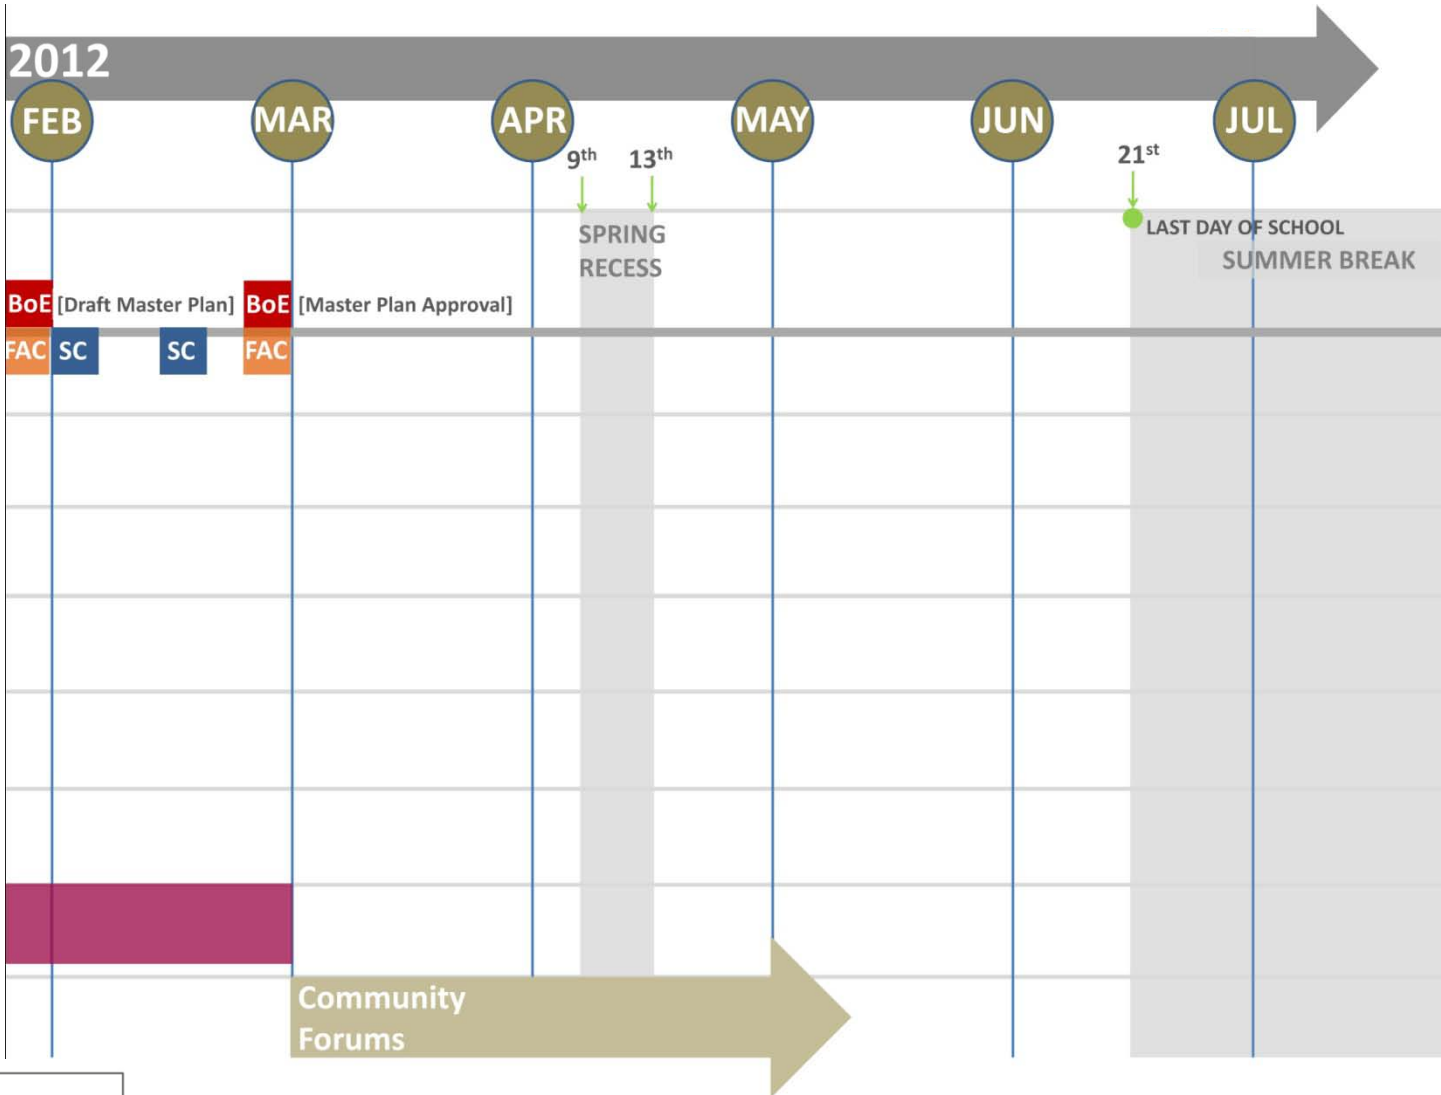 2012
FEB MAR APR MAY JUN JUL
9th 13th 21st
LAST DAY OF SCHOOL
SPRING
RECESS
SUMMER BREAK
BoE [Draft Master Plan] BoE [Master Plan Approval]
FAC SC SC FAC
Community
Forums